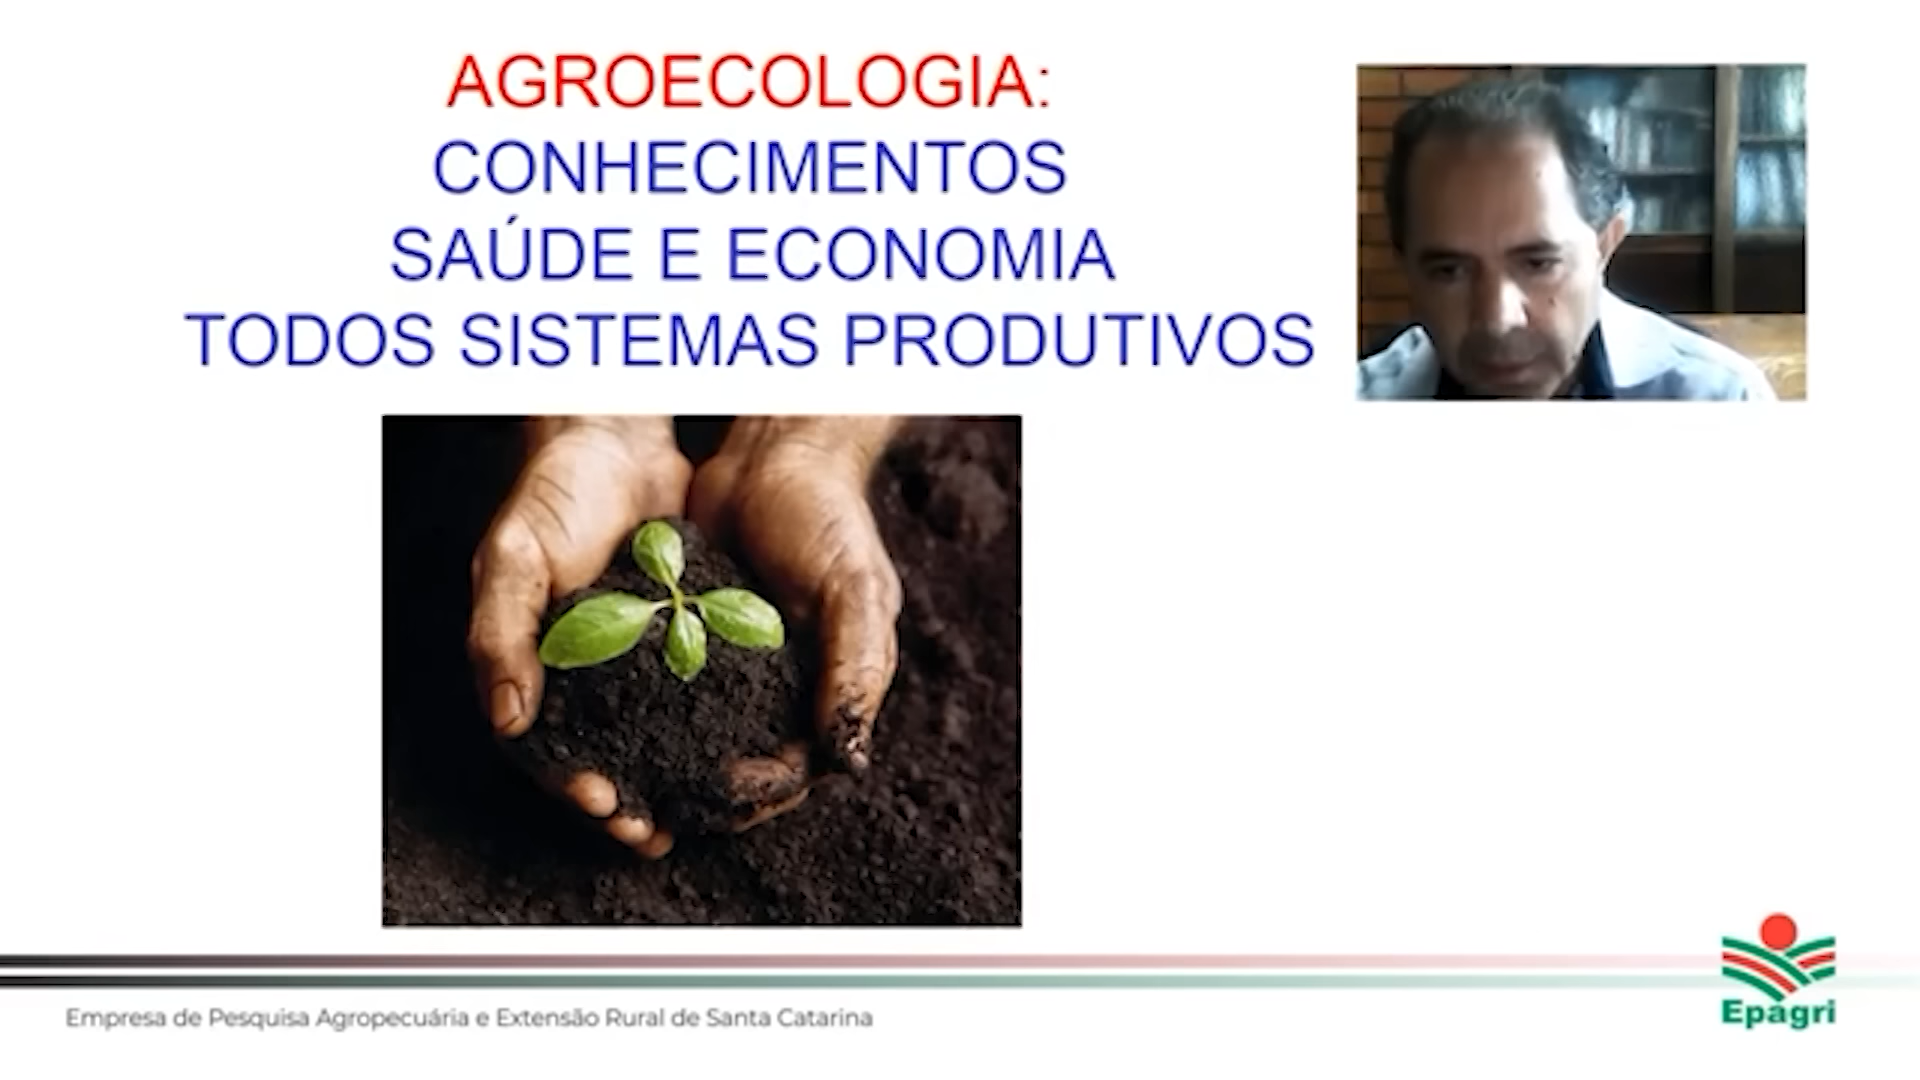 AGROECOLOGIA:
CONHECIMENTOS
SAÚDE E ECONOMIA
TODOS SISTEMAS PRODUTIVOS
Empresa de Pesquisa Agropecuária e Extensão Rural de Santa Catarina
Epagri